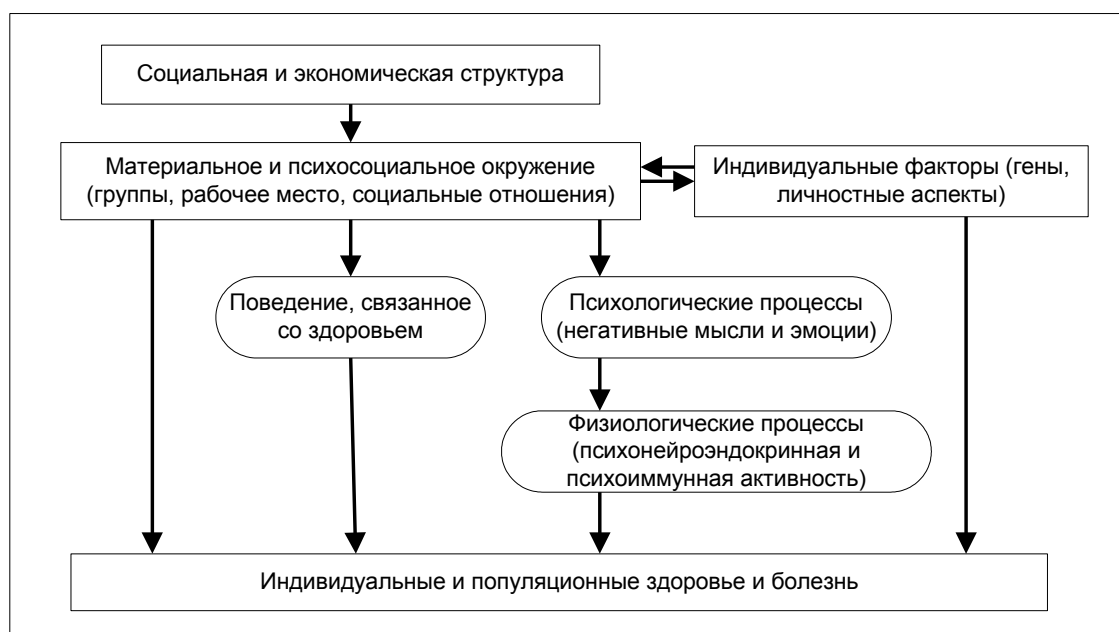 Социальная и экономическая структура
Материальное и психосоциальное окружение
(группы, рабочее место, социальные отношения)
Индивидуальные факторы (гены,
личностные аспекты)
Поведение, связанное
со здоровьем
Психологические процессы
(негативные мысли и эмоции)
Физиологические процессы
(психонейроэндокринная и
психоиммунная активность)
Индивидуальные и популяционные здоровье и болезнь